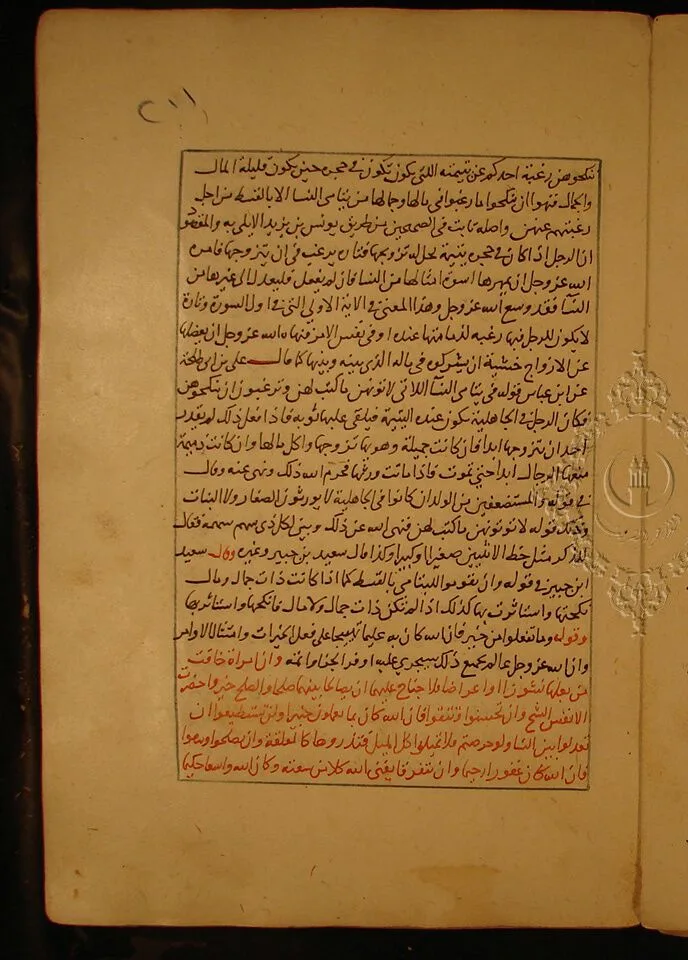 ٢١١
تنكحوهن رغبة احدكم عن يتيمته التي يكون تكون في حجره حين تكون قليلة المال
والجمال فنهوا ان ينكحوا ما رغبوا في مالها وجمالها من يتامى النسا الا بالقسط من اجل
رغبتهم عنهن واصله ثابت في الصحيحين من طريق يونس بن يزيد الايلي به والمقصود
ان الرجل اذا كان في حجره يتيمة يحل له تزويجها فتارة يرغب في ان يتزوجها فامره
الله عز وجل ان يمهرها اسوة امثالها من النسا فان لم يفعل فليعدل الى غيرها من
النسا فقد وسع الله عز وجل وهذا المعنى في الاية الاولى التي في اول السورة وتارة
لا يكون للرجل فيها رغبه لدمامتها عنده او في نفس الامر فنهاه الله عز وجل ان يعضلها
عن الازواج خشية ان يشركوه في ماله الذي بينه وبينها كما قال علي بن ابي طلحة
عن ابن عباس قوله في يتامى النسآ اللاتي لا تؤتونهن ما كتب لهن وترغبون ان تنكحوهن
فكان الرجل في الجاهلية تكون عنده اليتيمة فيلقي عليها ثوبه فاذا فعل ذلك لم يقدر
احد ان يتزوجها ابدا فان كانت جميلة وهويها تزوجها واكل مالها وان كانت دميمة
منعها الرجال ابدا حتى تموت فاذا ماتت ورثها فحرم الله ذلك ونهى عنه وقال
في قوله والمستضعفين من الولدان كانوا في الجاهلية لا يورثون الصغار ولا البنات
وذلك قوله لا تؤتونهن ما كتب لهن فنهى الله عن ذلك وبين لكل ذي سهم سهمه فقال
للذكر مثل حظ الانثيين صغيرا او كبيرا وكذا قال سعيد بن جبير وغيره وقال سعيد
ابن جبير في قوله وان تقوموا لليتامى بالقسط كما اذا كانت ذات جمال ومال
نكحتها واستاثرت بها كذلك اذا لم تكن ذات جمال ولا مال فانكحها واستاثر بها
وقوله وما تفعلوا من خير فان الله كان به عليما تهييجا على فعل الخيرات وامتثالا للاوامر
وان الله عز وجل عالم بجميع ذلك سيجزي عليه اوفر الجزا واتمه وان امراة خافت
من بعلها نشوزا او اعراضا فلا جناح عليهما ان يصالحا بينهما صلحا والصلح خير واحضرت
الانفس الشح وان تحسنوا وتتقوا فان الله كان بما تعملون خبيرا ولن تستطيعوا ان
تعدلوا بين النسا ولو حرصتم فلا تميلوا كل الميل فتذروها كالمعلقة وان تصلحوا وتتقوا
فان الله كان غفورا رحيما وان يتفرقا يغني الله كلا من سعته وكان الله واسعا حكيما